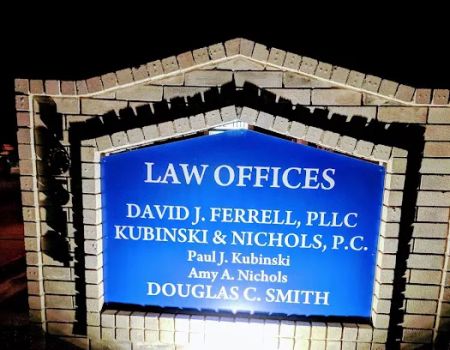 LAW OFFICES
DAVID J. FERRELL, PLLC
KUBINSKI & NICHOLS, P.C.
Paul J. Kubinski
Amy A. Nichols
DOUGLAS C. SMITH